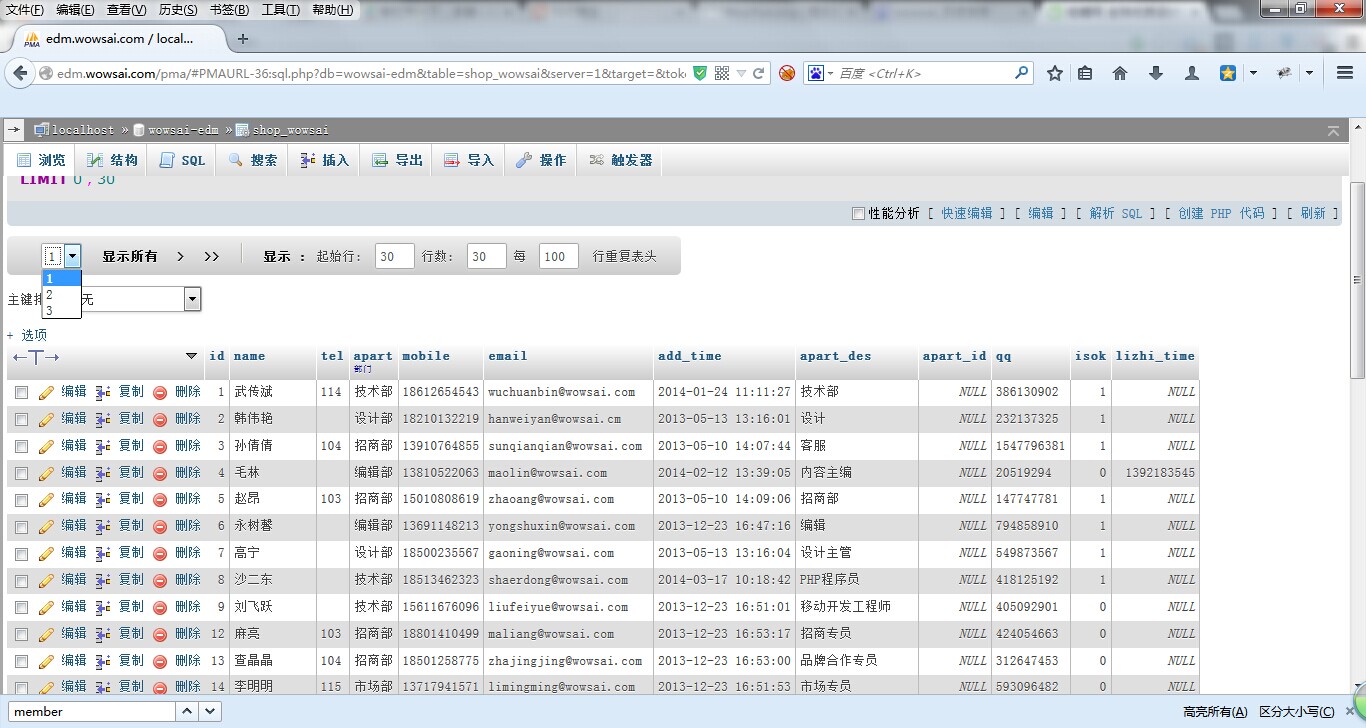 文件(F) 编辑(E) 查看(V) 历史(S) 书签(B) 工具(T) 帮助(H)
edm.wowsai.com / local... +
edm.wowsai.com/pma/#PMAURL-36:sql.php?db=wowsai-edm&table=shop_wowsai&server=1&target=&tok 百度 <Ctrl+K>
localhost » wowsai-edm » shop_wowsai
浏览 结构 SQL 搜索 插入 导出 导入 操作 触发器
LIMIT 0 , 30
性能分析 [ 快速编辑 ] [ 编辑 ] [ 解析 SQL ] [ 创建 PHP 代码 ] [ 刷新 ]
1 显示所有 > >> 显示 : 起始行: 30 行数: 30 每 100 行重复表头
1
2
3
主键 无
+ 选项
←T→ id name tel apart mobile email add_time apart_des apart_id qq isok lizhi_time
部门
编辑 复制 删除 1 武传斌 114 技术部 18612654543 wuchuanbin@wowsai.com 2014-01-24 11:11:27 技术部 NULL 386130902 1 NULL
编辑 复制 删除 2 韩伟艳 设计部 18210132219 hanweiyan@wowsai.cm 2013-05-13 13:16:01 设计 NULL 232137325 1 NULL
编辑 复制 删除 3 孙倩倩 104 招商部 13910764855 sunqianqian@wowsai.com 2013-05-10 14:07:44 客服 NULL 1547796381 1 NULL
编辑 复制 删除 4 毛林 编辑部 13810522063 maolin@wowsai.com 2014-02-12 13:39:05 内容主编 NULL 20519294 0 1392183545
编辑 复制 删除 5 赵昂 103 招商部 15010808619 zhaoang@wowsai.com 2013-05-10 14:09:06 招商部 NULL 147747781 1 NULL
编辑 复制 删除 6 永树馨 编辑部 13691148213 yongshuxin@wowsai.com 2013-12-23 16:47:16 编辑 NULL 794858910 1 NULL
编辑 复制 删除 7 高宁 设计部 18500235567 gaoning@wowsai.com 2013-05-13 13:16:04 设计主管 NULL 549873567 1 NULL
编辑 复制 删除 8 沙二东 技术部 18513462323 shaerdong@wowsai.com 2014-03-17 10:18:42 PHP程序员 NULL 418125192 1 NULL
编辑 复制 删除 9 刘飞跃 技术部 15611676096 liufeiyue@wowsai.com 2013-12-23 16:51:01 移动开发工程师 NULL 405092901 0 NULL
编辑 复制 删除 12 麻亮 103 招商部 18801410499 maliang@wowsai.com 2013-12-23 16:53:17 招商专员 NULL 424054663 0 NULL
编辑 复制 删除 13 查晶晶 104 招商部 18501258775 zhajingjing@wowsai.com 2013-12-23 16:53:00 品牌合作专员 NULL 312647453 0 NULL
编辑 复制 删除 14 李明明 115 市场部 13717941571 limingming@wowsai.com 2013-12-23 16:51:53 市场专员 NULL 593096482 0 NULL
member 高亮所有(A) 区分大小写(C)